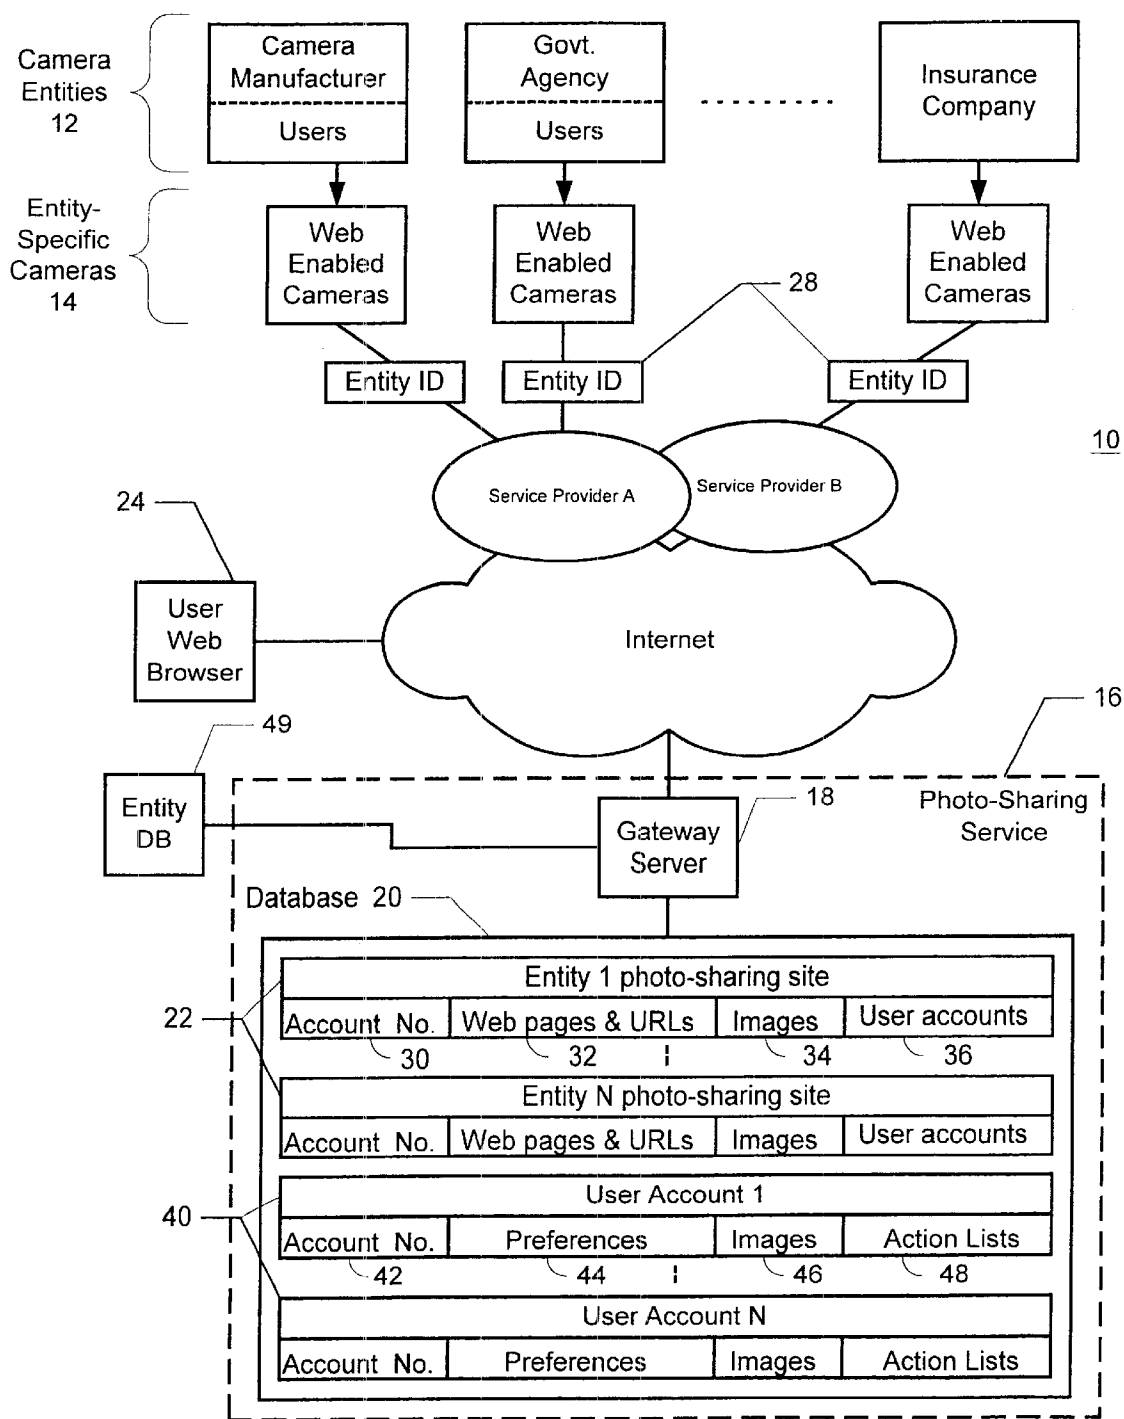 Camera
Entities
12
Camera
Manufacturer
Users
Govt.
Agency
Users
Insurance
Company
Entity-
Specific
Cameras
14
Web
Enabled
Cameras
Web
Enabled
Cameras
Web
Enabled
Cameras
28
Entity ID
Entity ID
Entity ID
10
Service Provider A
Service Provider B
24
User
Web
Browser
Internet
49
16
Entity
DB
Gateway
Server
18
Photo-Sharing
Service
Database 20
Entity 1 photo-sharing site
22
Account No.
Web pages & URLs
Images
User accounts
30
32
34
36
Entity N photo-sharing site
Account No.
Web pages & URLs
Images
User accounts
40
User Account 1
Account No.
Preferences
Images
Action Lists
42
44
46
48
User Account N
Account No.
Preferences
Images
Action Lists